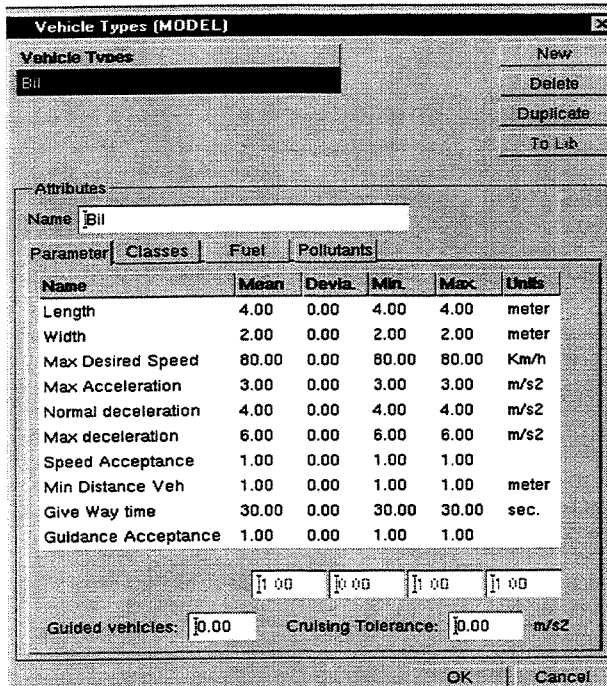 Vehicle Types (MODEL)
Vehicle Types
Bil
New
Delete
Duplicate
To Lib
Attributes
Name Bil
Parameter Classes Fuel Pollutants
Name Mean Devia. Min. Max. Units
Length 4.00 0.00 4.00 4.00 meter
Width 2.00 0.00 2.00 2.00 meter
Max Desired Speed 80.00 0.00 80.00 80.00 Km/h
Max Acceleration 3.00 0.00 3.00 3.00 m/s2
Normal deceleration 4.00 0.00 4.00 4.00 m/s2
Max deceleration 6.00 0.00 6.00 6.00 m/s2
Speed Acceptance 1.00 0.00 1.00 1.00
Min Distance Veh 1.00 0.00 1.00 1.00 meter
Give Way time 30.00 0.00 30.00 30.00 sec.
Guidance Acceptance 1.00 0.00 1.00 1.00
1.00 0.00 1.00 1.00
Guided vehicles: 0.00 Cruising Tolerance: 0.00 m/s2
OK Cancel